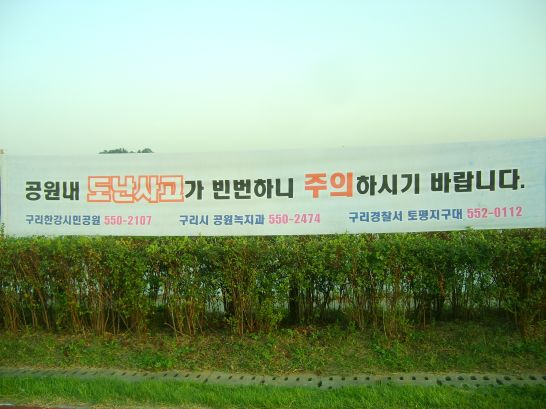 공원내 도난사고가 빈번하니 주의하시기 바랍니다.
구리한강시민공원 550-2107 구리시 공원녹지과 550-2474 구리경찰서 토평지구대 552-0112